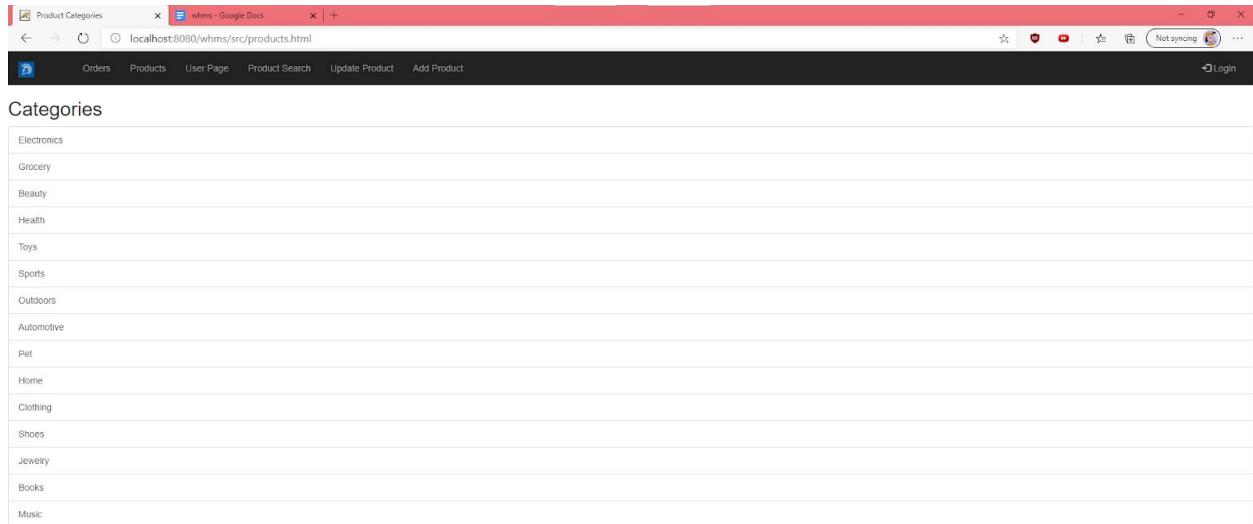 Product Categories whms - Google Docs
localhost:8080/whms/src/products.html Not syncing
Orders Products User Page Product Search Update Product Add Product Login
Categories
Electronics
Grocery
Beauty
Health
Toys
Sports
Outdoors
Automotive
Pet
Home
Clothing
Shoes
Jewelry
Books
Music